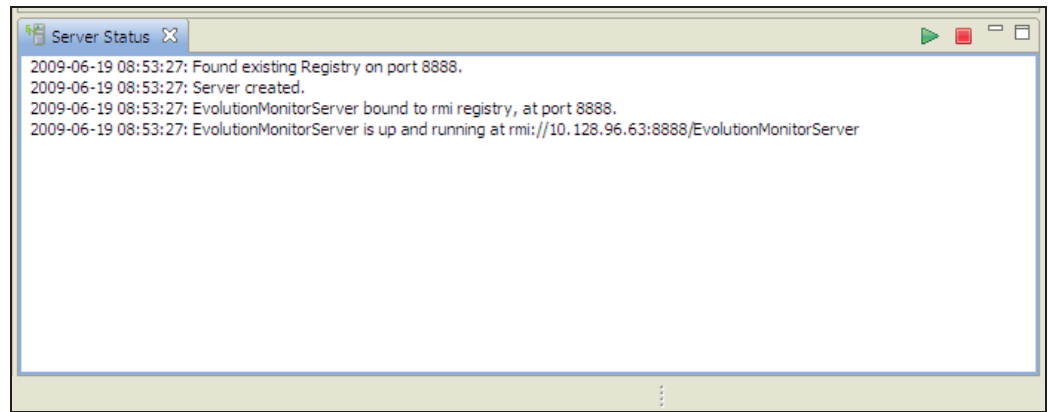 Server Status
2009-06-19 08:53:27: Found existing Registry on port 8888.
2009-06-19 08:53:27: Server created.
2009-06-19 08:53:27: EvolutionMonitorServer bound to rmi registry, at port 8888.
2009-06-19 08:53:27: EvolutionMonitorServer is up and running at rmi://10.128.96.63:8888/EvolutionMonitorServer